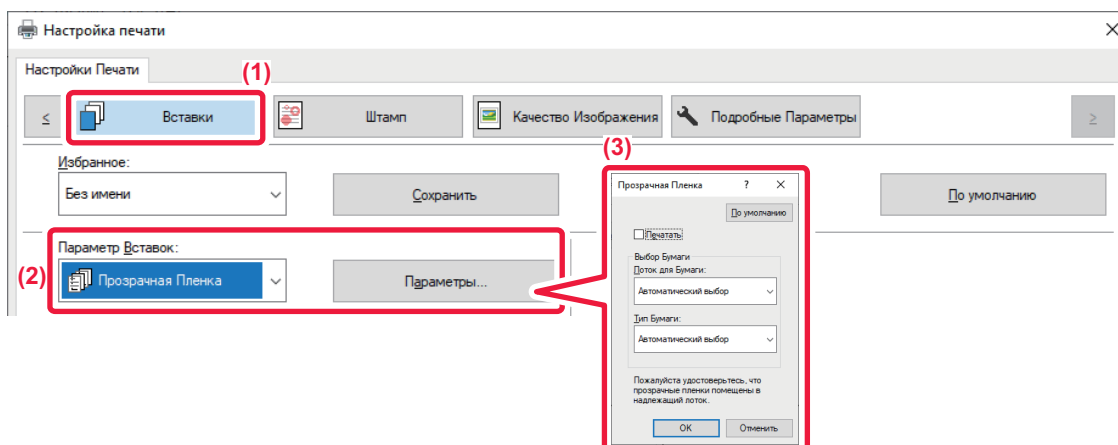 Настройка печати
Настройки Печати
(1)
<
Вставки
Штамп
Качество Изображения
Подробные Параметры
>
Избранное:
Без имени
Сохранить
По умолчанию
(2)
Параметр Вставок:
Прозрачная Пленка
Параметры...
(3)
Прозрачная Пленка ?
По умолчанию
Печатать
Выбор Бумаги
Лоток для Бумаги:
Автоматический выбор
Тип Бумаги:
Автоматический выбор
Пожалуйста удостоверьтесь, что
прозрачные пленки помещены в
надлежащий лоток.
OK
Отменить